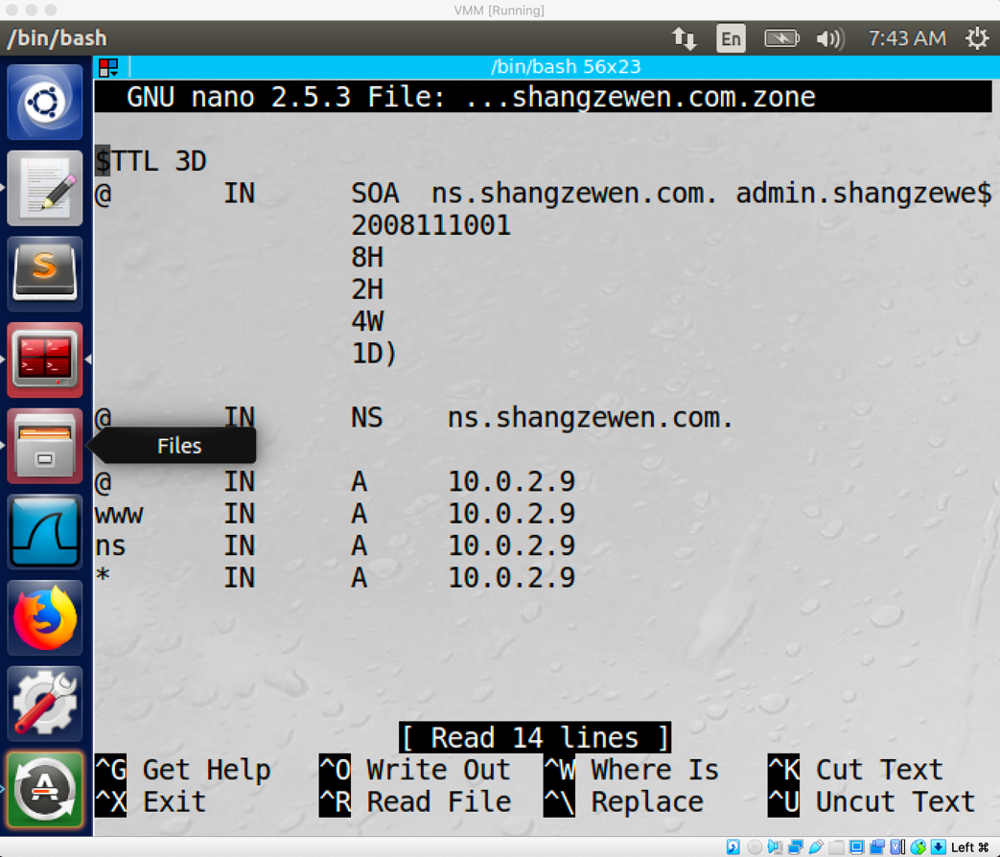 VMM [Running]
/bin/bash En 7:43 AM
/bin/bash 56x23
GNU nano 2.5.3 File: ...shangzewen.com.zone
$TTL 3D
@ IN SOA ns.shangzewen.com. admin.shangzewe$
2008111001
8H
2H
4W
1D)
@ IN NS ns.shangzewen.com.
Files
@ IN A 10.0.2.9
www IN A 10.0.2.9
ns IN A 10.0.2.9
* IN A 10.0.2.9
[ Read 14 lines ]
^G Get Help ^O Write Out ^W Where Is ^K Cut Text
^X Exit ^R Read File ^\ Replace ^U Uncut Text
Left ⌘